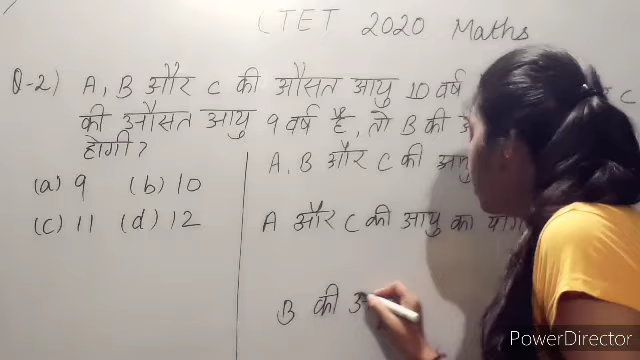 CTET 2020 Maths
Q-2) A, B और C की औसत आयु 10 वर्ष C
की औसत आयु 9 वर्ष है, तो B की
होगी?
(a) 9 (b) 10
(c) 11 (d) 12
A, B और C की आयु
A और C की आयु का योग
B की
PowerDirector